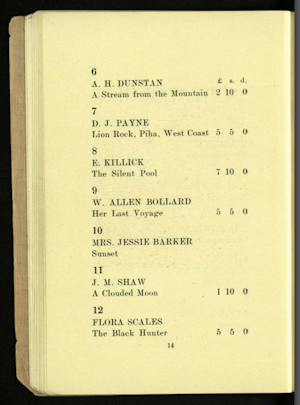 6
A. H. DUNSTAN £ s. d.
A Stream from the Mountain 2 10 0
7
D. J. PAYNE
Lion Rock, Piha, West Coast 5 5 0
8
E. KILLICK
The Silent Pool 7 10 0
9
W. ALLEN BOLLARD
Her Last Voyage 5 5 0
10
MRS. JESSIE BARKER
Sunset
11
J. M. SHAW
A Clouded Moon 1 10 0
12
FLORA SCALES
The Black Hunter 5 5 0
14